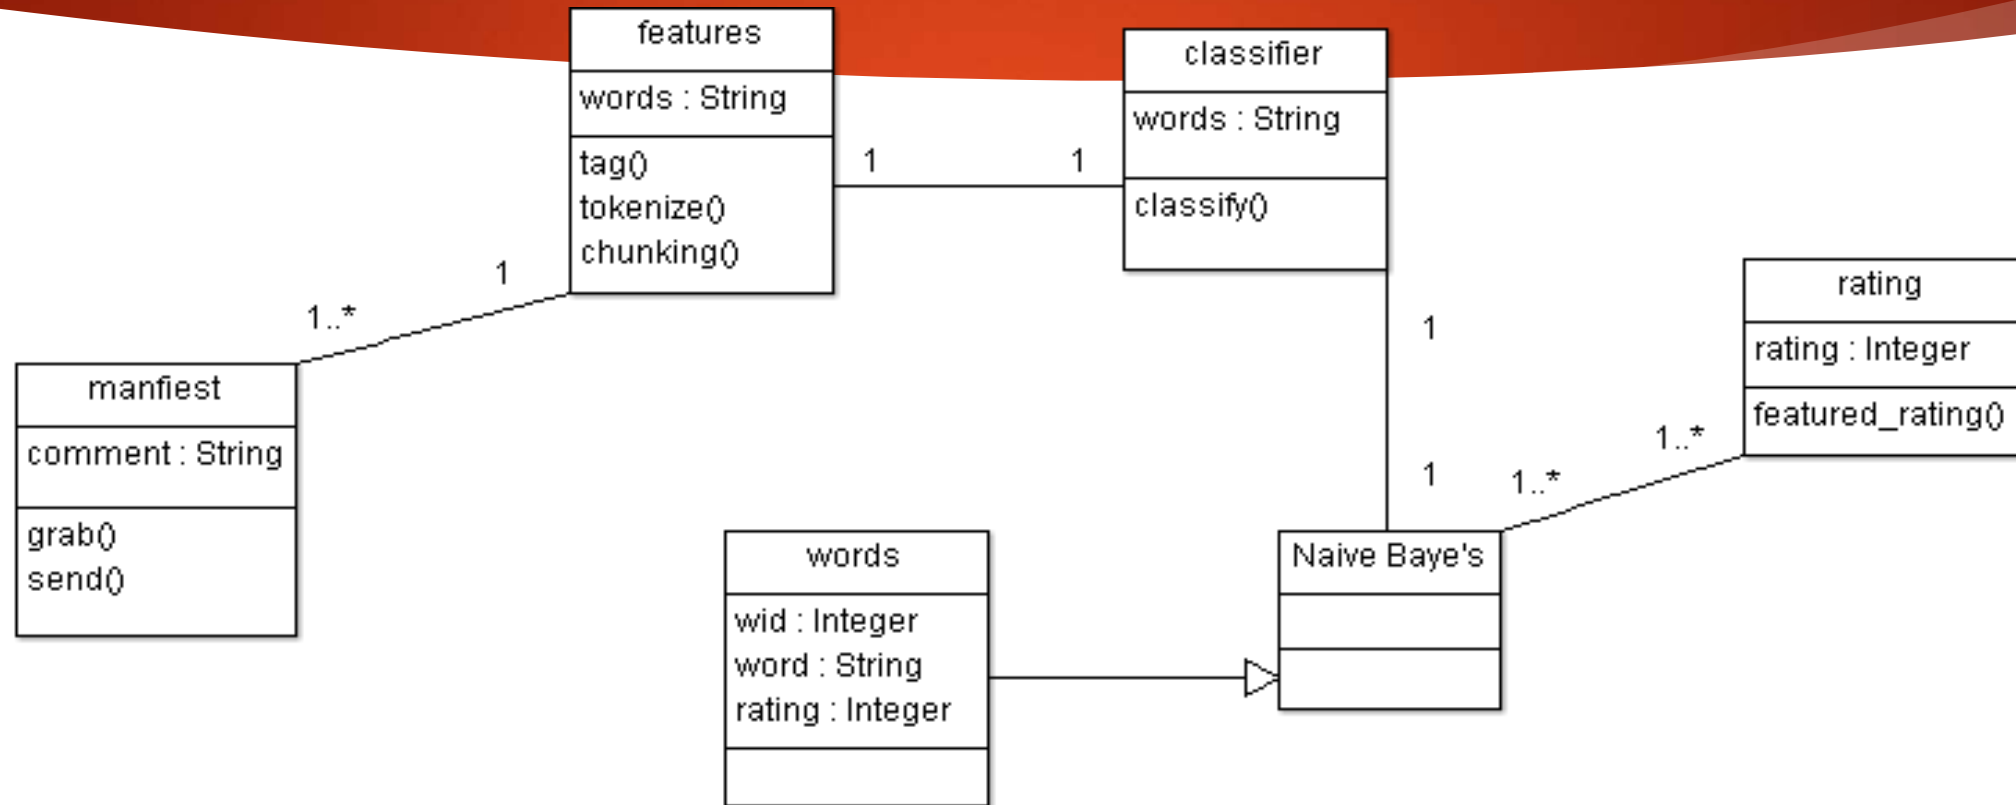 features
words : String
tag()
tokenize()
chunking()
1
1
classifier
words : String
classify()
1
1..*
manfiest
comment : String
grab()
send()
1
1
rating
rating : Integer
featured_rating()
1..*
1..*
words
wid : Integer
word : String
rating : Integer
Naive Baye's